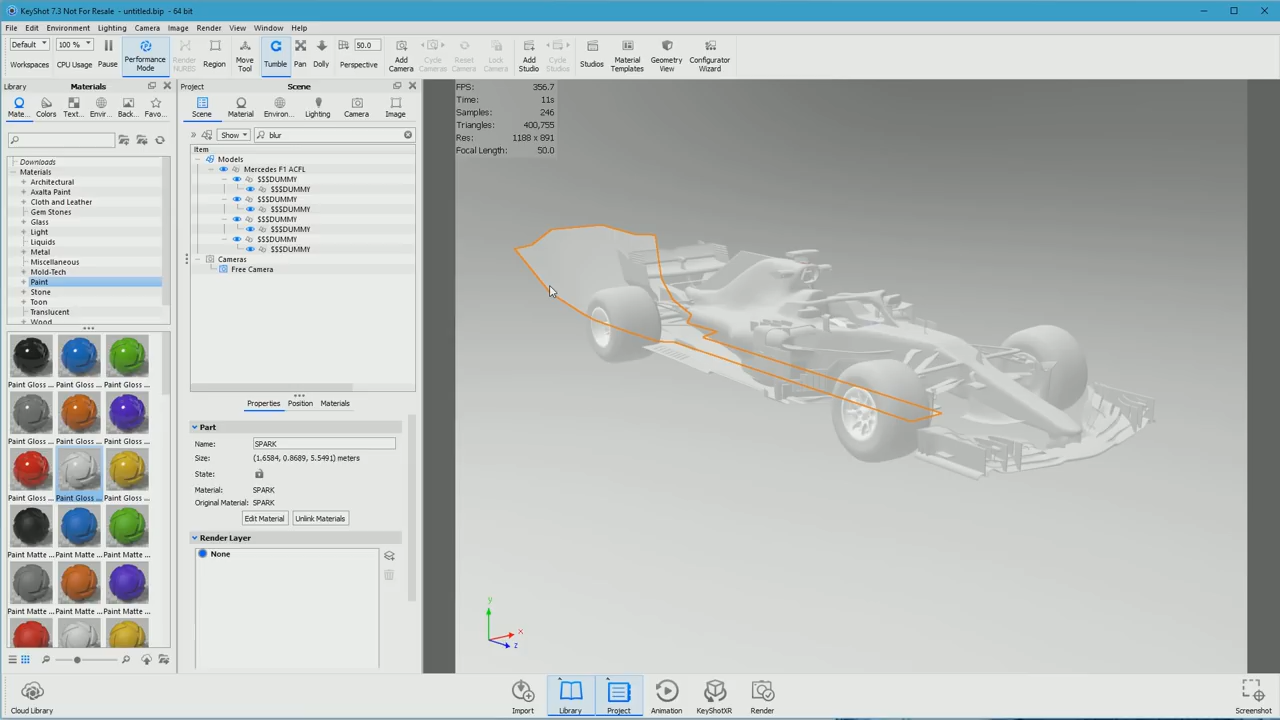 KeyShot 7.3 Not For Resale - untitled.bip - 64 bit
File Edit Environment Lighting Camera Image Render View Window Help
Default 100 % 50.0
Workspaces CPU Usage Pause Performance Mode Render NURBS Region Move Tool Tumble Pan Dolly Perspective Add Camera Cycle Cameras Reset Camera Lock Camera Add Studio Cycle Studios Studios Material Templates Geometry View Configurator Wizard
Library Materials
Mate... Colors Text... Envir... Back... Favo...
Downloads
Materials
Architectural
Axalta Paint
Cloth and Leather
Gem Stones
Glass
Light
Liquids
Metal
Miscellaneous
Mold-Tech
Paint
Stone
Toon
Translucent
Wood
Paint Gloss ... Paint Gloss ... Paint Gloss ...
Paint Gloss ... Paint Gloss ... Paint Gloss ...
Paint Gloss ... Paint Gloss ... Paint Gloss ...
Paint Matte ... Paint Matte ... Paint Matte ...
Paint Matte ... Paint Matte ... Paint Matte ...
Project Scene
Scene Material Environ... Lighting Camera Image
Show blur
Item
Models
Mercedes F1 ACFL
$$$DUMMY
$$$DUMMY
$$$DUMMY
$$$DUMMY
$$$DUMMY
$$$DUMMY
$$$DUMMY
$$$DUMMY
Cameras
Free Camera
Properties Position Materials
Part
Name: SPARK
Size: (1.6584, 0.8689, 5.5491) meters
State:
Material: SPARK
Original Material: SPARK
Edit Material Unlink Materials
Render Layer
None
FPS: 356.7
Time: 11s
Samples: 246
Triangles: 400,755
Res: 1188 x 891
Focal Length: 50.0
y
x
z
Cloud Library Import Library Project Animation KeyShotXR Render Screenshot